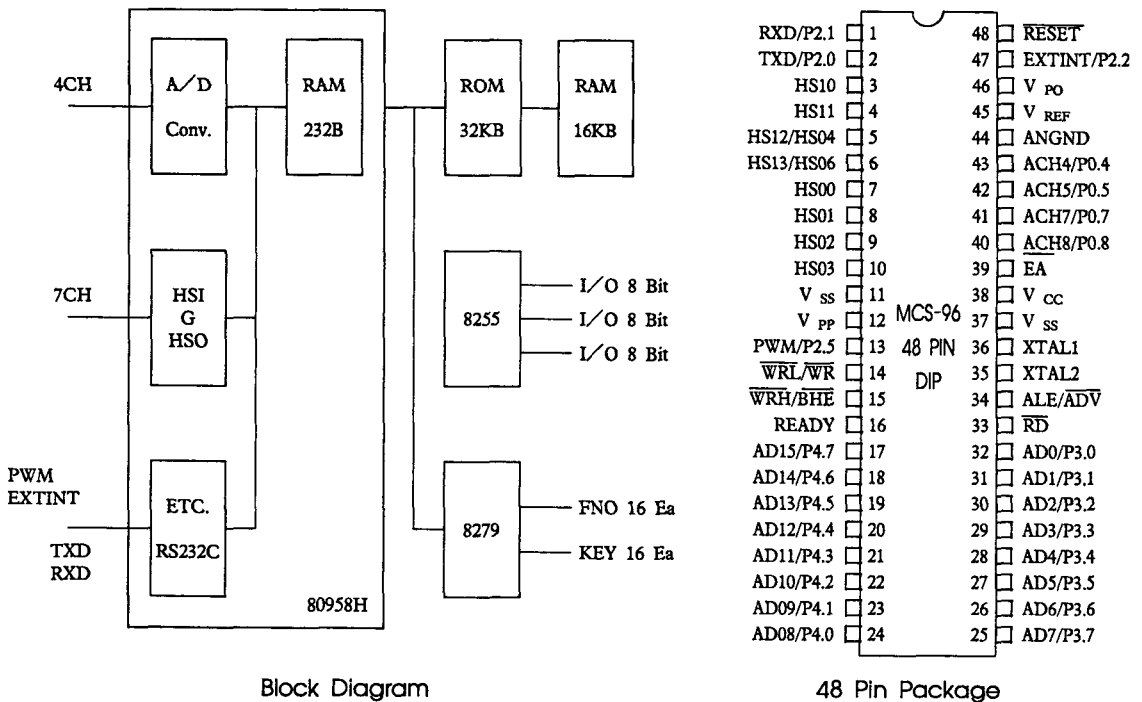 4CH
A/D
Conv.
RAM
232B
ROM
32KB
RAM
16KB
7CH
HSI
G
HSO
8255
I/O 8 Bit
I/O 8 Bit
I/O 8 Bit
PWM
EXTINT
TXD
RXD
ETC.
RS232C
8279
FNO 16 Ea
KEY 16 Ea
80958H
Block Diagram
RXD/P2.1 1
TXD/P2.0 2
HS10 3
HS11 4
HS12/HS04 5
HS13/HS06 6
HS00 7
HS01 8
HS02 9
HS03 10
V SS 11
V PP 12
PWM/P2.5 13
WRL/WR 14
WRH/BHE 15
READY 16
AD15/P4.7 17
AD14/P4.6 18
AD13/P4.5 19
AD12/P4.4 20
AD11/P4.3 21
AD10/P4.2 22
AD09/P4.1 23
AD08/P4.0 24
MCS-96
48 PIN
DIP
48 RESET
47 EXTINT/P2.2
46 V PO
45 V REF
44 ANGND
43 ACH4/P0.4
42 ACH5/P0.5
41 ACH7/P0.7
40 ACH8/P0.8
39 EA
38 V CC
37 V SS
36 XTAL1
35 XTAL2
34 ALE/ADV
33 RD
32 AD0/P3.0
31 AD1/P3.1
30 AD2/P3.2
29 AD3/P3.3
28 AD4/P3.4
27 AD5/P3.5
26 AD6/P3.6
25 AD7/P3.7
48 Pin Package